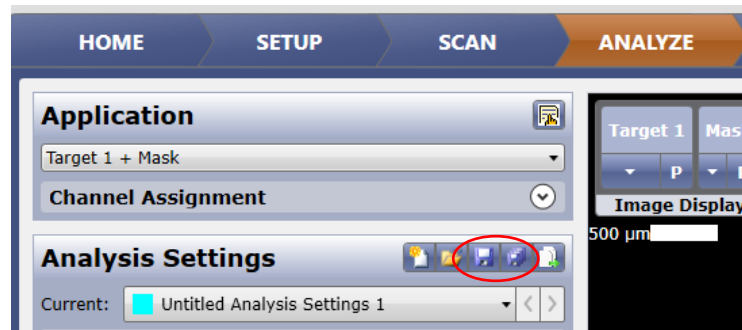 HOME SETUP SCAN ANALYZE
Application
Target 1 + Mask
Channel Assignment
Target 1
P
Image Display
500 µm
Analysis Settings
Current: Untitled Analysis Settings 1